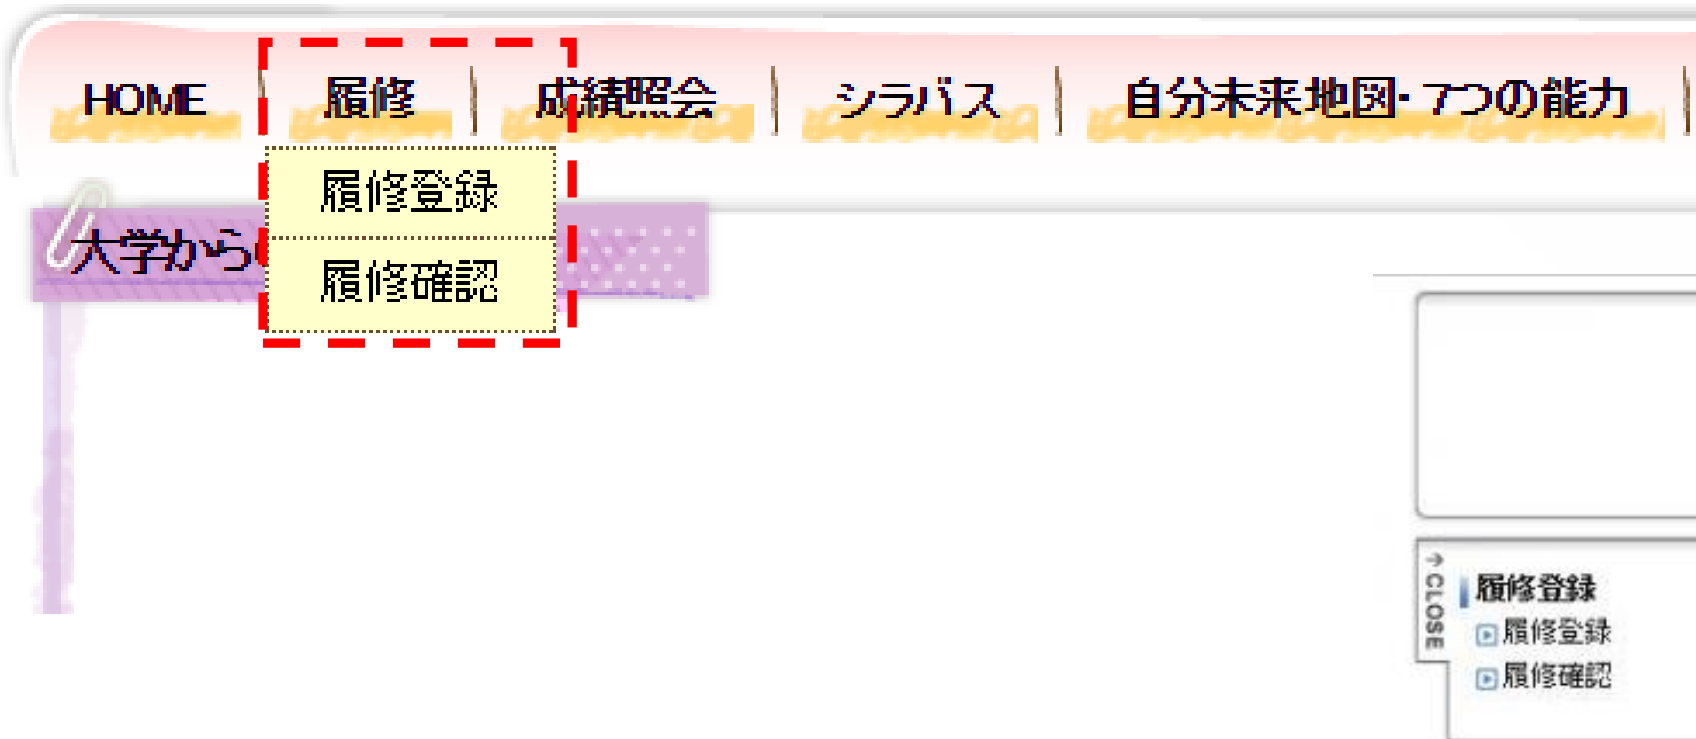 HOME 履修 成績照会 シラバス 自分未来地図・7つの能力
履修登録
大学から
履修確認
↑CLOSE
履修登録
履修登録
履修確認